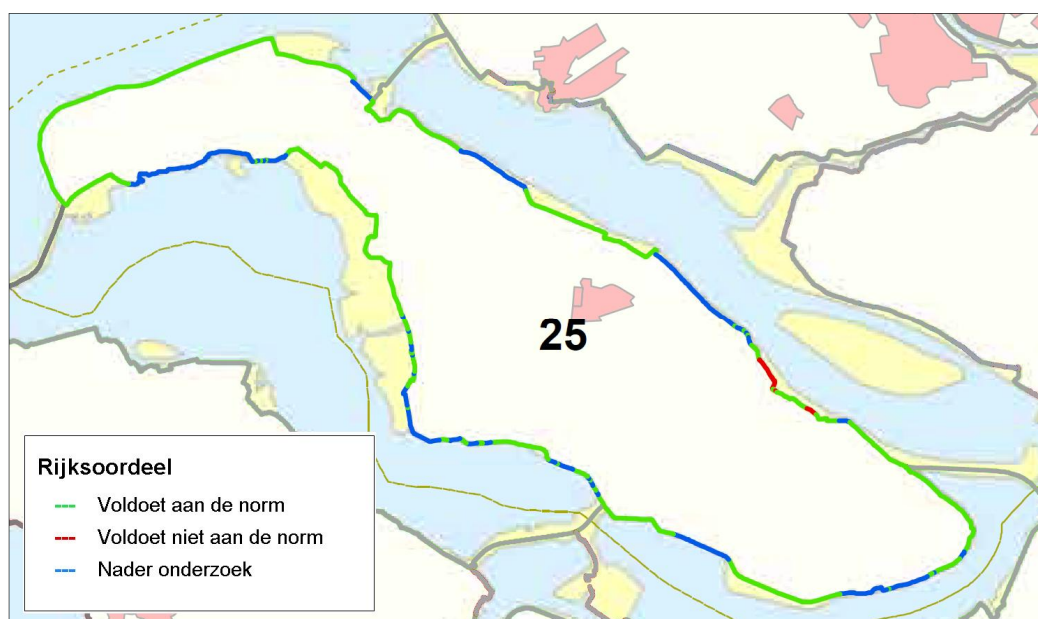 25
Rijksoordeel
Voldoet aan de norm
Voldoet niet aan de norm
Nader onderzoek